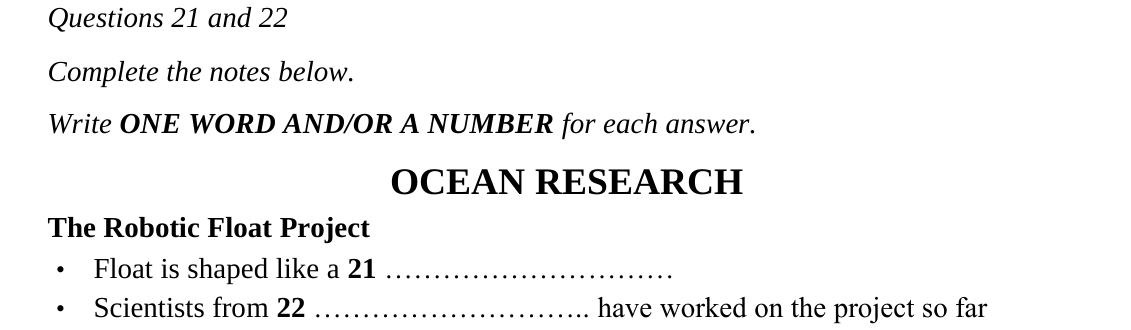 Questions 21 and 22
Complete the notes below.
Write ONE WORD AND/OR A NUMBER for each answer.
OCEAN RESEARCH
The Robotic Float Project
• Float is shaped like a 21 …………………………
• Scientists from 22 ……………………….. have worked on the project so far